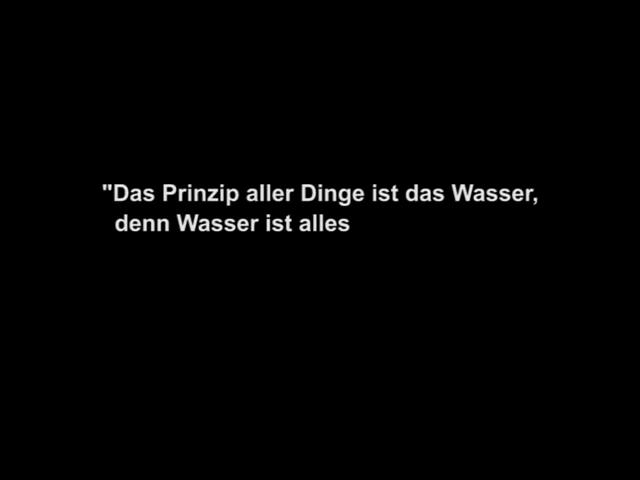 "Das Prinzip aller Dinge ist das Wasser,
denn Wasser ist alles